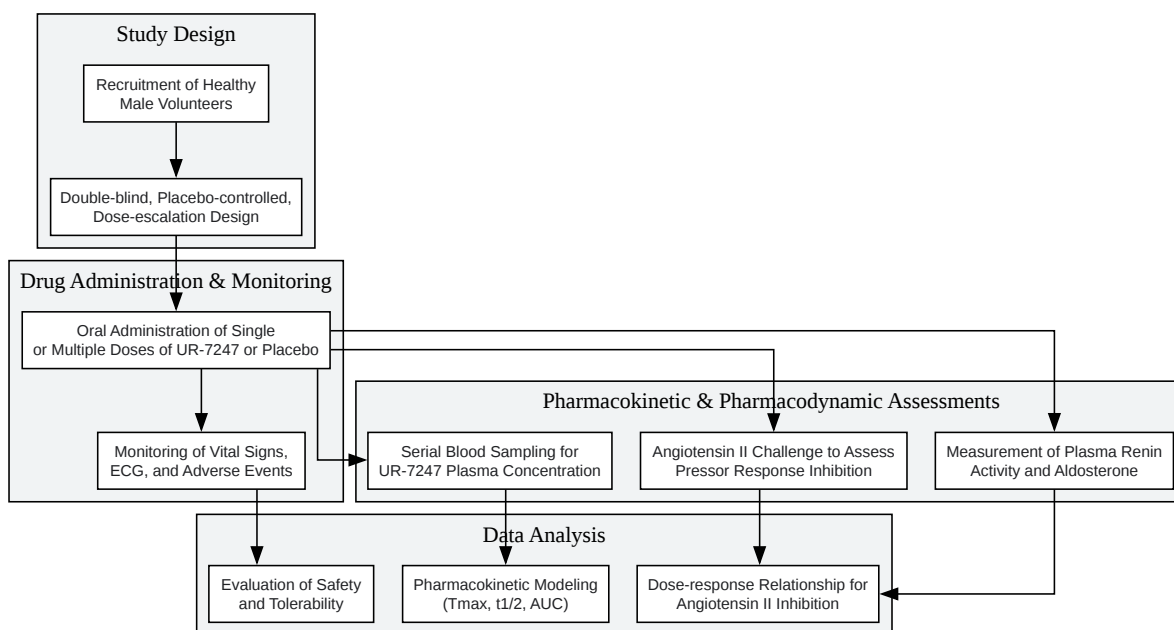 Study Design
Recruitment of Healthy
Male Volunteers
Double-blind, Placebo-controlled,
Dose-escalation Design
Drug Administration & Monitoring
Oral Administration of Single
or Multiple Doses of UR-7247 or Placebo
Monitoring of Vital Signs,
ECG, and Adverse Events
Pharmacokinetic & Pharmacodynamic Assessments
Serial Blood Sampling for
UR-7247 Plasma Concentration
Angiotensin II Challenge to Assess
Pressor Response Inhibition
Measurement of Plasma Renin
Activity and Aldosterone
Data Analysis
Evaluation of Safety
and Tolerability
Pharmacokinetic Modeling
(Tmax, t1/2, AUC)
Dose-response Relationship for
Angiotensin II Inhibition